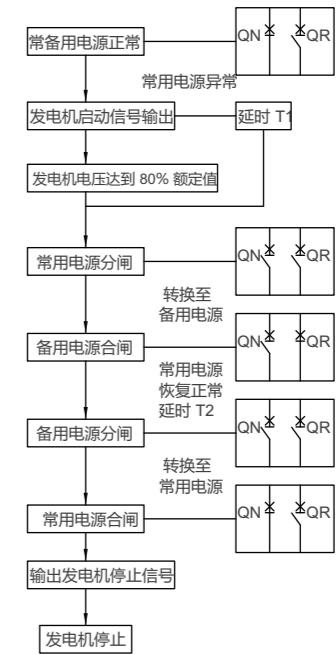 常备用电源正常
QN QR
常用电源异常
发电机启动信号输出
延时 T1
发电机电压达到 80% 额定值
常用电源分闸
QN QR
转换至
备用电源
备用电源合闸
QN QR
常用电源
恢复正常
延时 T2
备用电源分闸
QN QR
转换至
常用电源
常用电源合闸
QN QR
输出发电机停止信号
发电机停止